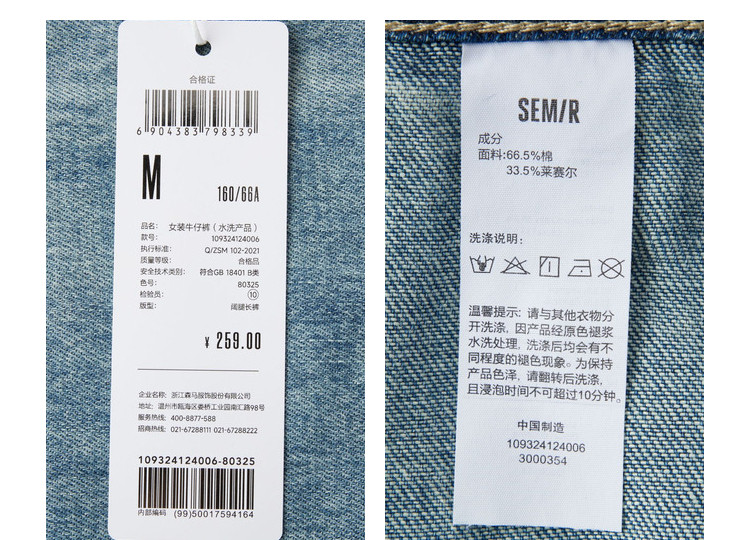 合格证
6 904383 798339
M
160/66A
品名: 女装牛仔裤（水洗产品）
款号: 109324124006
执行标准: Q/ZSM 102-2021
质量等级: 合格品
安全技术类别: 符合GB 18401 B类
色号: 80325
检验员: ⑩
版型: 阔腿长裤
¥ 259.00
企业名称: 浙江森马服饰股份有限公司
地址: 温州市瓯海区娄桥工业园南汇路98号
服务热线: 400-8877-588
招商热线: 021-67288111 021-67288222
109324124006-80325
内部编码 (99)50017594164
SEM/R
成分
面料:66.5%棉
33.5%莱赛尔
洗涤说明:
温馨提示: 请与其他衣物分
开洗涤, 因产品经原色褪浆
水洗处理, 洗涤后均会有不
同程度的褪色现象。为保持
产品色泽, 请翻转后洗涤,
且浸泡时间不可超过10分钟。
中国制造
109324124006
3000354